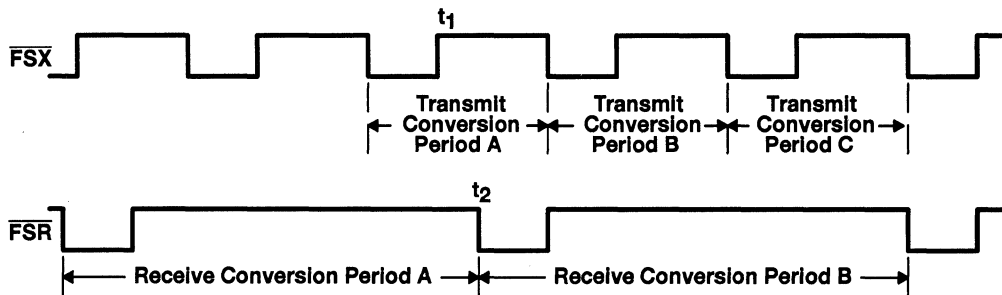 t1
FSX
Transmit Conversion Period A
Transmit Conversion Period B
Transmit Conversion Period C
t2
FSR
Receive Conversion Period A
Receive Conversion Period B